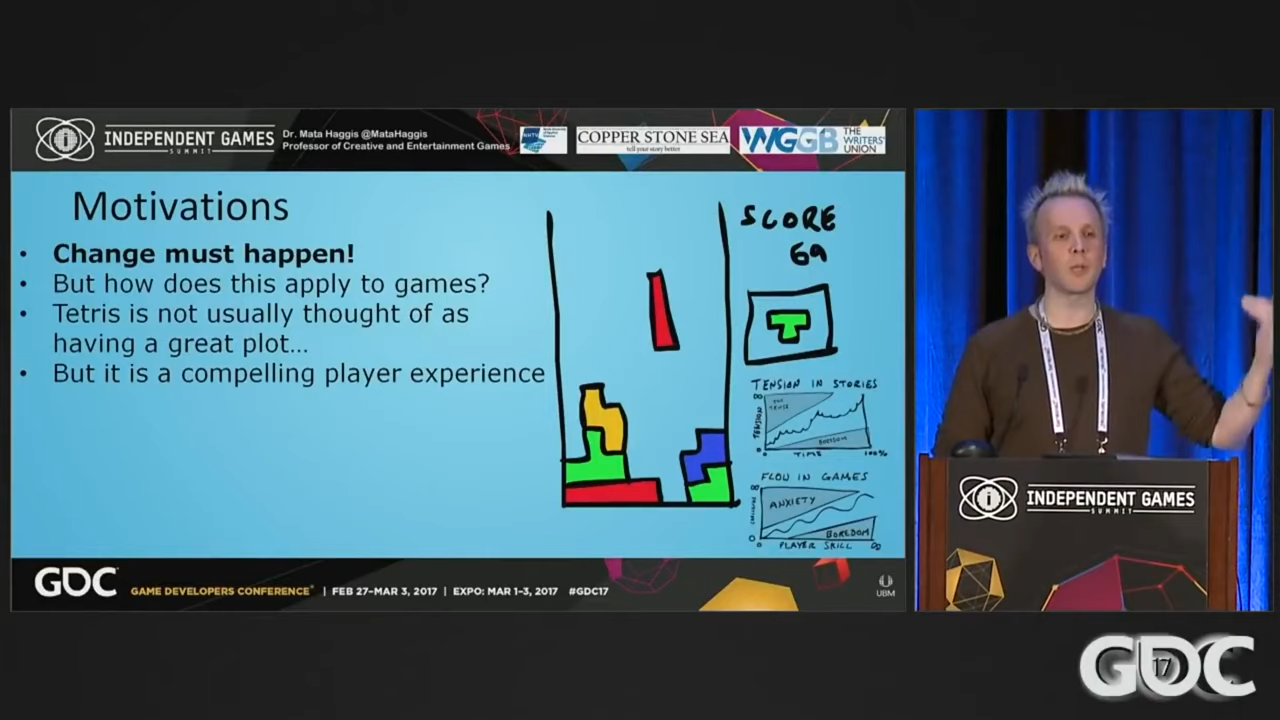 INDEPENDENT GAMES
SUMMIT
Dr. Mata Haggis @MataHaggis
Professor of Creative and Entertainment Games
COPPER STONE SEA
tell your story better
WGGB
THE WRITERS' UNION
Motivations
• Change must happen!
• But how does this apply to games?
• Tetris is not usually thought of as
having a great plot...
• But it is a compelling player experience
SCORE
69
TENSION IN STORIES
TENSION
BOREDOM
0
TIME
100%
FLOW IN GAMES
ANXIETY
BOREDOM
0
PLAYER SKILL
∞
GDC
GAME DEVELOPERS CONFERENCE® | FEB 27–MAR 3, 2017 | EXPO: MAR 1–3, 2017 #GDC17
UBM
INDEPENDENT GAMES
SUMMIT
GDC
17